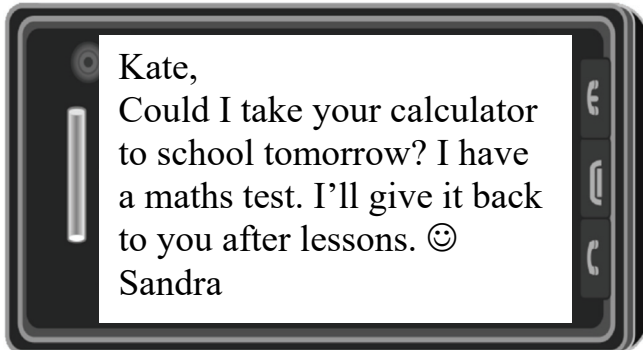 Kate,
Could I take your calculator
to school tomorrow? I have
a maths test. I’ll give it back
to you after lessons. ☺
Sandra